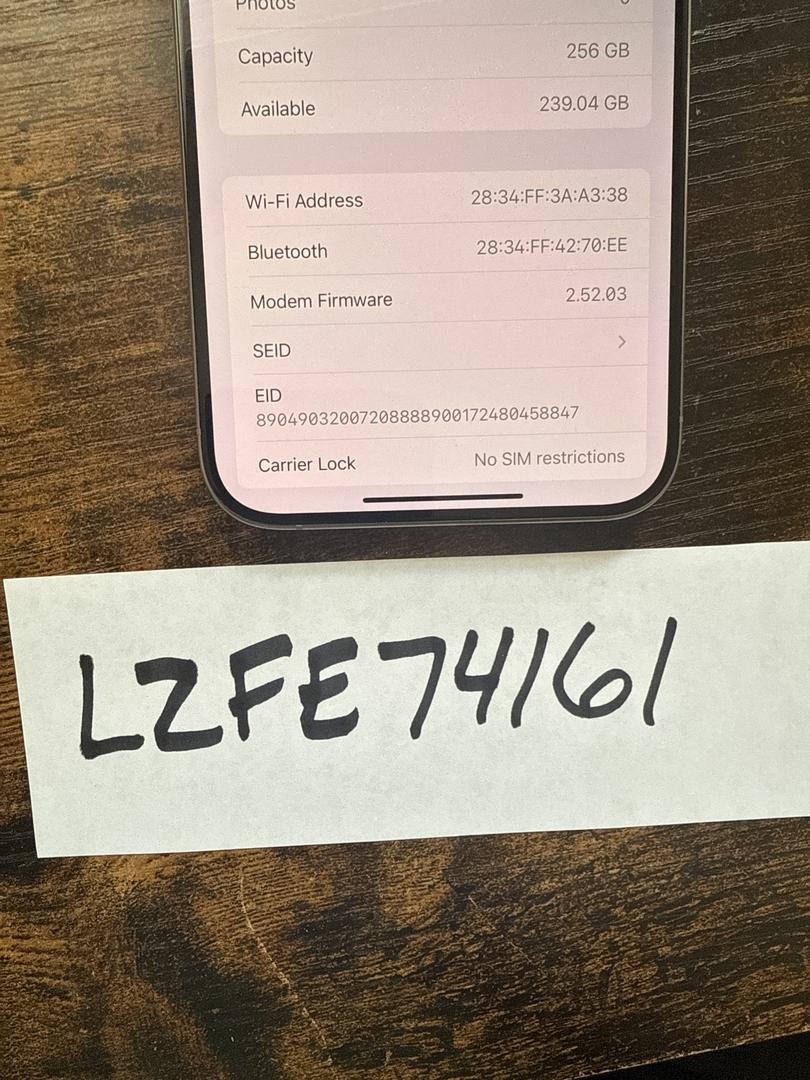 Photos
Capacity 256 GB
Available 239.04 GB
Wi-Fi Address 28:34:FF:3A:A3:38
Bluetooth 28:34:FF:42:70:EE
Modem Firmware 2.52.03
SEID
EID
89049032007208888900172480458847
Carrier Lock No SIM restrictions
LZFE74161